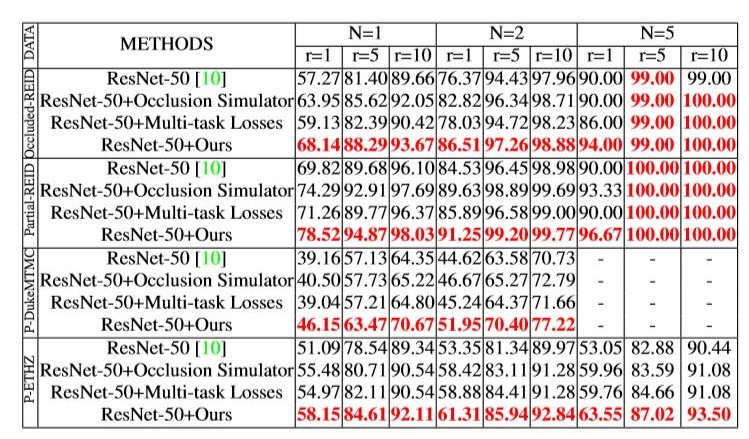 DATA METHODS N=1 N=2 N=5
r=1 r=5 r=10 r=1 r=5 r=10 r=1 r=5 r=10
Occluded-REID
ResNet-50 [10] 57.27 81.40 89.66 76.37 94.43 97.96 90.00 99.00 99.00
ResNet-50+Occlusion Simulator 63.95 85.62 92.05 82.82 96.34 98.71 90.00 99.00 100.00
ResNet-50+Multi-task Losses 59.13 82.39 90.42 78.03 94.72 98.23 86.00 99.00 100.00
ResNet-50+Ours 68.14 88.29 93.67 86.51 97.26 98.88 94.00 99.00 100.00
Partial-REID
ResNet-50 [10] 69.82 89.68 96.10 84.53 96.45 98.98 90.00 100.00 100.00
ResNet-50+Occlusion Simulator 74.29 92.91 97.69 89.63 98.89 99.69 93.33 100.00 100.00
ResNet-50+Multi-task Losses 71.26 89.77 96.37 85.89 96.58 99.00 90.00 100.00 100.00
ResNet-50+Ours 78.52 94.87 98.03 91.25 99.20 99.77 96.67 100.00 100.00
P-DukeMTMC
ResNet-50 [10] 39.16 57.13 64.35 44.62 63.58 70.73 - - -
ResNet-50+Occlusion Simulator 40.50 57.73 65.22 46.67 65.27 72.79 - - -
ResNet-50+Multi-task Losses 39.04 57.21 64.80 45.24 64.37 71.66 - - -
ResNet-50+Ours 46.15 63.47 70.67 51.95 70.40 77.22 - - -
P-ETHZ
ResNet-50 [10] 51.09 78.54 89.34 53.35 81.34 89.97 53.05 82.88 90.44
ResNet-50+Occlusion Simulator 55.48 80.71 90.54 58.42 83.11 91.28 59.96 83.59 91.08
ResNet-50+Multi-task Losses 54.97 82.11 90.54 58.88 84.41 91.28 59.76 84.66 91.08
ResNet-50+Ours 58.15 84.61 92.11 61.31 85.94 92.84 63.55 87.02 93.50